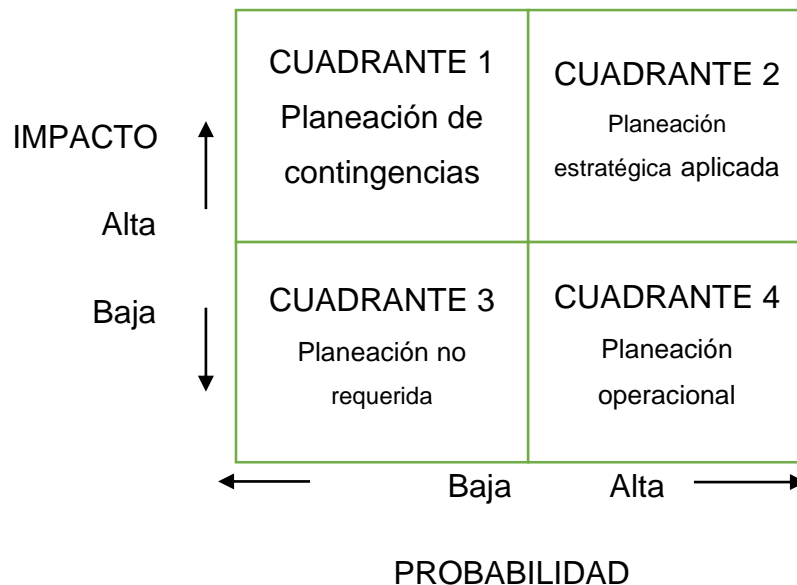 CUADRANTE 1
Planeación de
contingencias
CUADRANTE 2
Planeación
estratégica aplicada
IMPACTO
Alta
Baja
CUADRANTE 3
Planeación no
requerida
CUADRANTE 4
Planeación
operacional
Baja
Alta
PROBABILIDAD